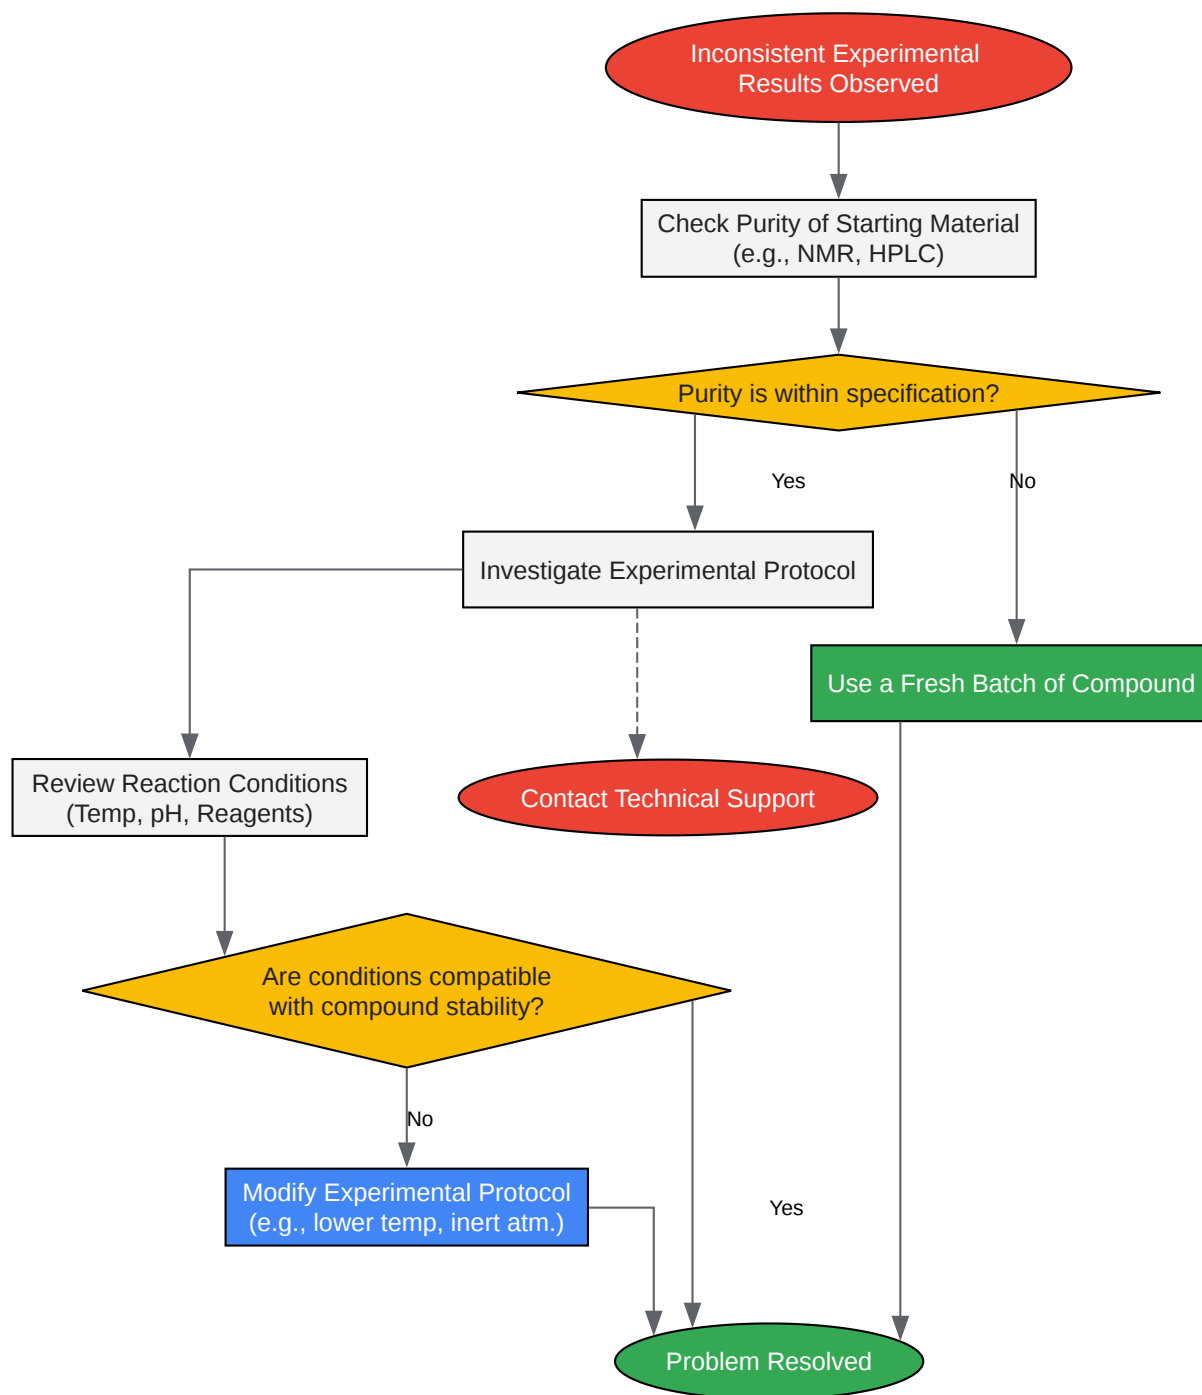 Inconsistent Experimental
Results Observed
Check Purity of Starting Material
(e.g., NMR, HPLC)
Purity is within specification?
Yes
No
Investigate Experimental Protocol
Use a Fresh Batch of Compound
Review Reaction Conditions
(Temp, pH, Reagents)
Contact Technical Support
Are conditions compatible
with compound stability?
No
Modify Experimental Protocol
(e.g., lower temp, inert atm.)
Yes
Problem Resolved